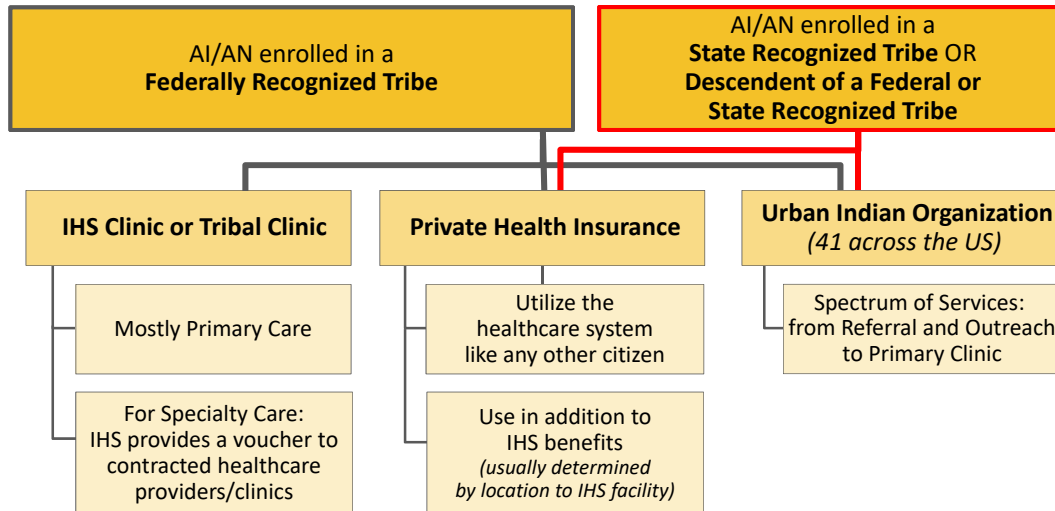 AI/AN enrolled in a
Federally Recognized Tribe
AI/AN enrolled in a
State Recognized Tribe OR
Descendent of a Federal or
State Recognized Tribe
IHS Clinic or Tribal Clinic
Mostly Primary Care
For Specialty Care:
IHS provides a voucher to
contracted healthcare
providers/clinics
Private Health Insurance
Utilize the
healthcare system
like any other citizen
Use in addition to
IHS benefits
(usually determined
by location to IHS facility)
Urban Indian Organization
(41 across the US)
Spectrum of Services:
from Referral and Outreach
to Primary Clinic